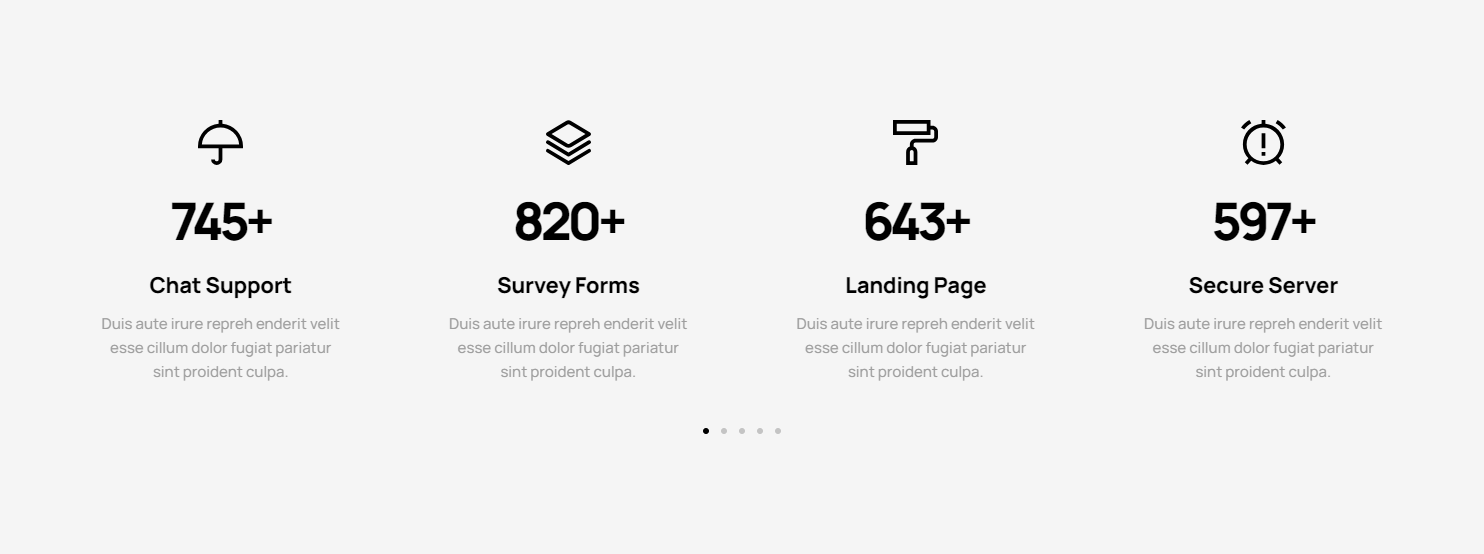 745+
Chat Support
Duis aute irure repreh enderit velit
esse cillum dolor fugiat pariatur
sint proident culpa.
820+
Survey Forms
Duis aute irure repreh enderit velit
esse cillum dolor fugiat pariatur
sint proident culpa.
643+
Landing Page
Duis aute irure repreh enderit velit
esse cillum dolor fugiat pariatur
sint proident culpa.
597+
Secure Server
Duis aute irure repreh enderit velit
esse cillum dolor fugiat pariatur
sint proident culpa.